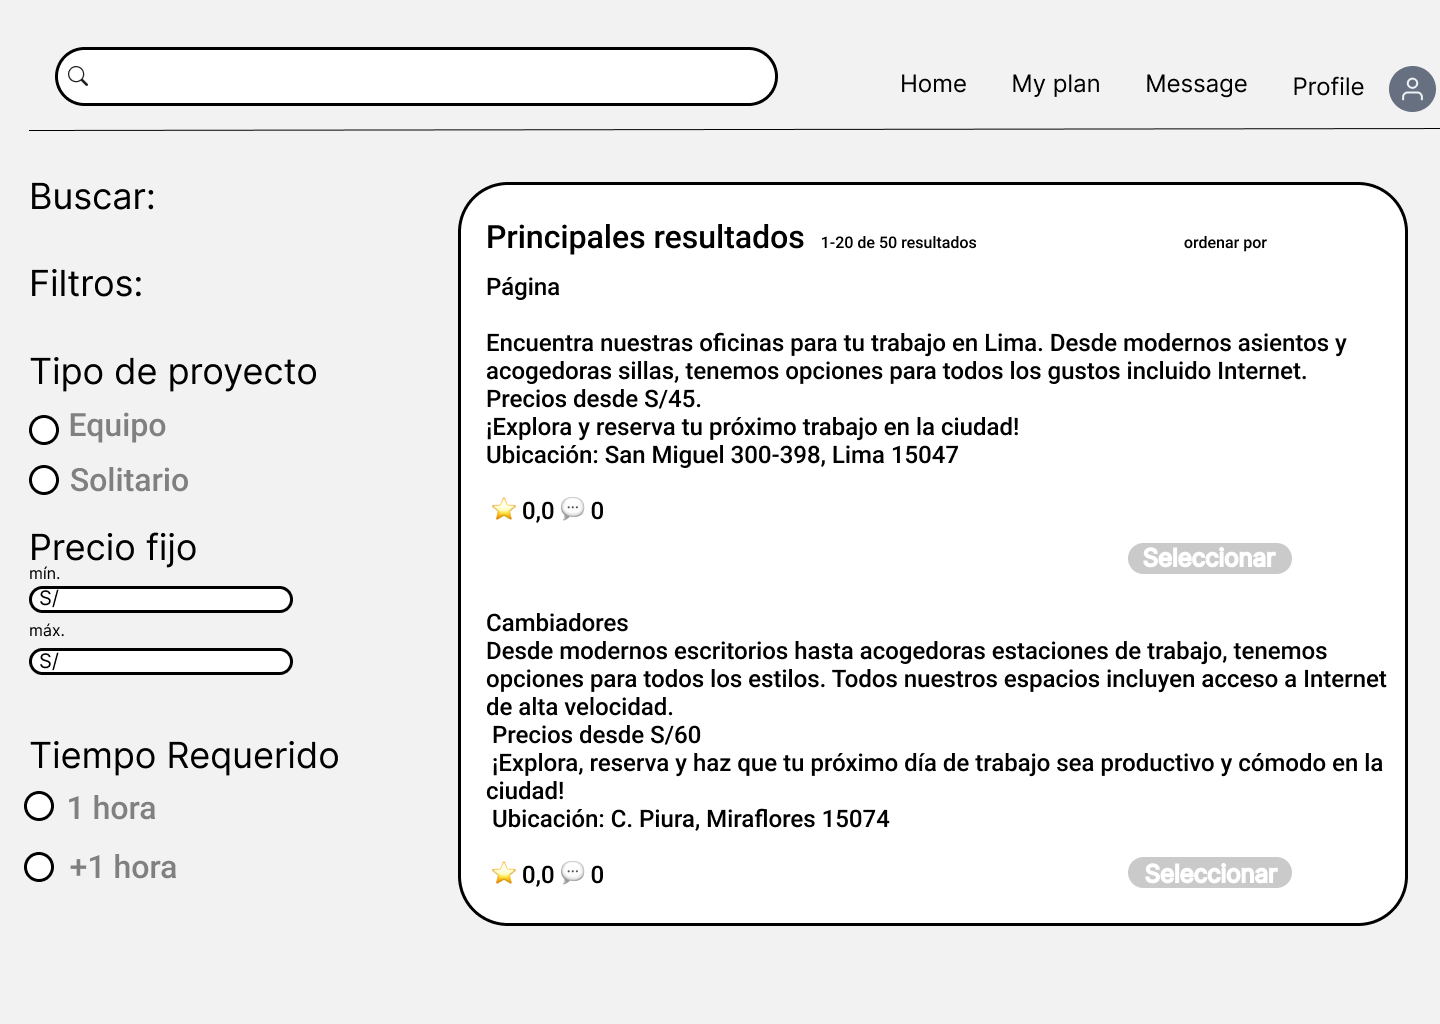 Home My plan Message Profile
Buscar:
Filtros:
Tipo de proyecto
Equipo
Solitario
Precio fijo
mín.
S/
máx.
S/
Tiempo Requerido
1 hora
+1 hora
Principales resultados 1-20 de 50 resultados ordenar por
Página
Encuentra nuestras oficinas para tu trabajo en Lima. Desde modernos asientos y
acogedoras sillas, tenemos opciones para todos los gustos incluido Internet.
Precios desde S/45.
¡Explora y reserva tu próximo trabajo en la ciudad!
Ubicación: San Miguel 300-398, Lima 15047
⭐ 0,0 💬 0
Seleccionar
Cambiadores
Desde modernos escritorios hasta acogedoras estaciones de trabajo, tenemos
opciones para todos los estilos. Todos nuestros espacios incluyen acceso a Internet
de alta velocidad.
Precios desde S/60
¡Explora, reserva y haz que tu próximo día de trabajo sea productivo y cómodo en la
ciudad!
Ubicación: C. Piura, Miraflores 15074
⭐ 0,0 💬 0
Seleccionar